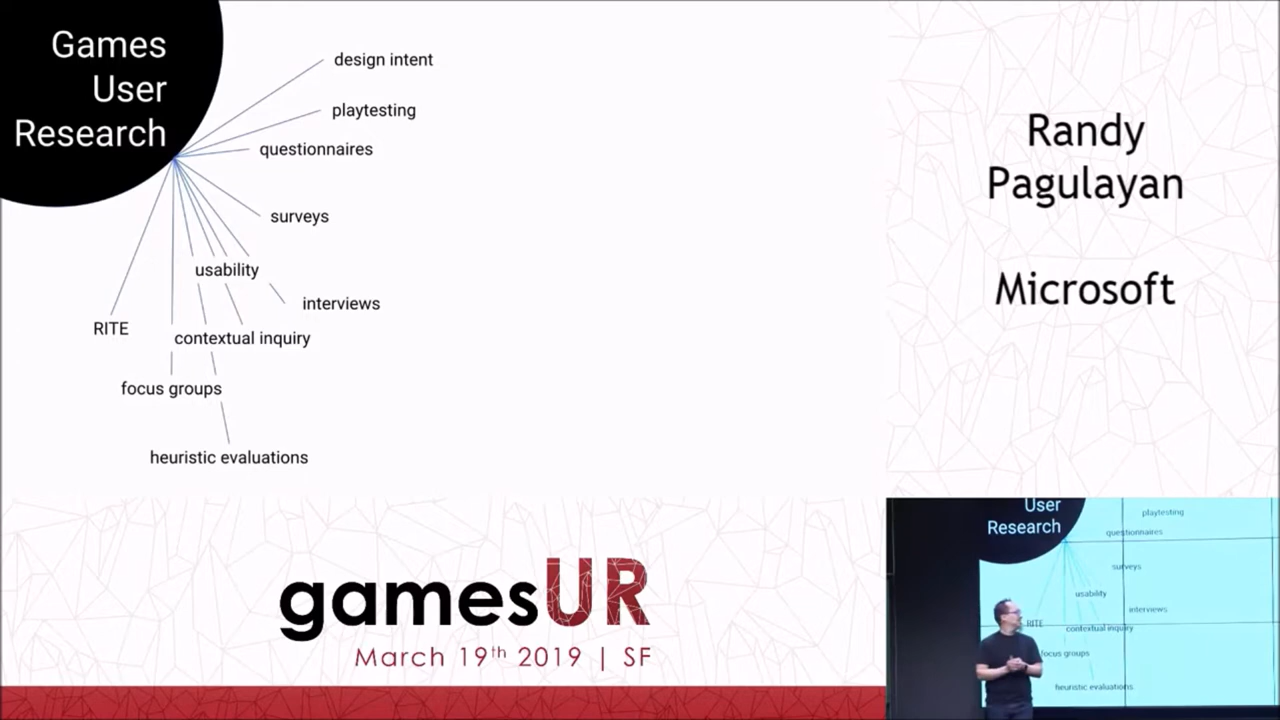 Games
User
Research
design intent
playtesting
questionnaires
surveys
usability
interviews
RITE
contextual inquiry
focus groups
heuristic evaluations
Randy
Pagulayan
Microsoft
gamesUR
March 19th 2019 | SF
User
Research
playtesting
questionnaires
surveys
usability
interviews
RITE
contextual inquiry
focus groups
heuristic evaluations